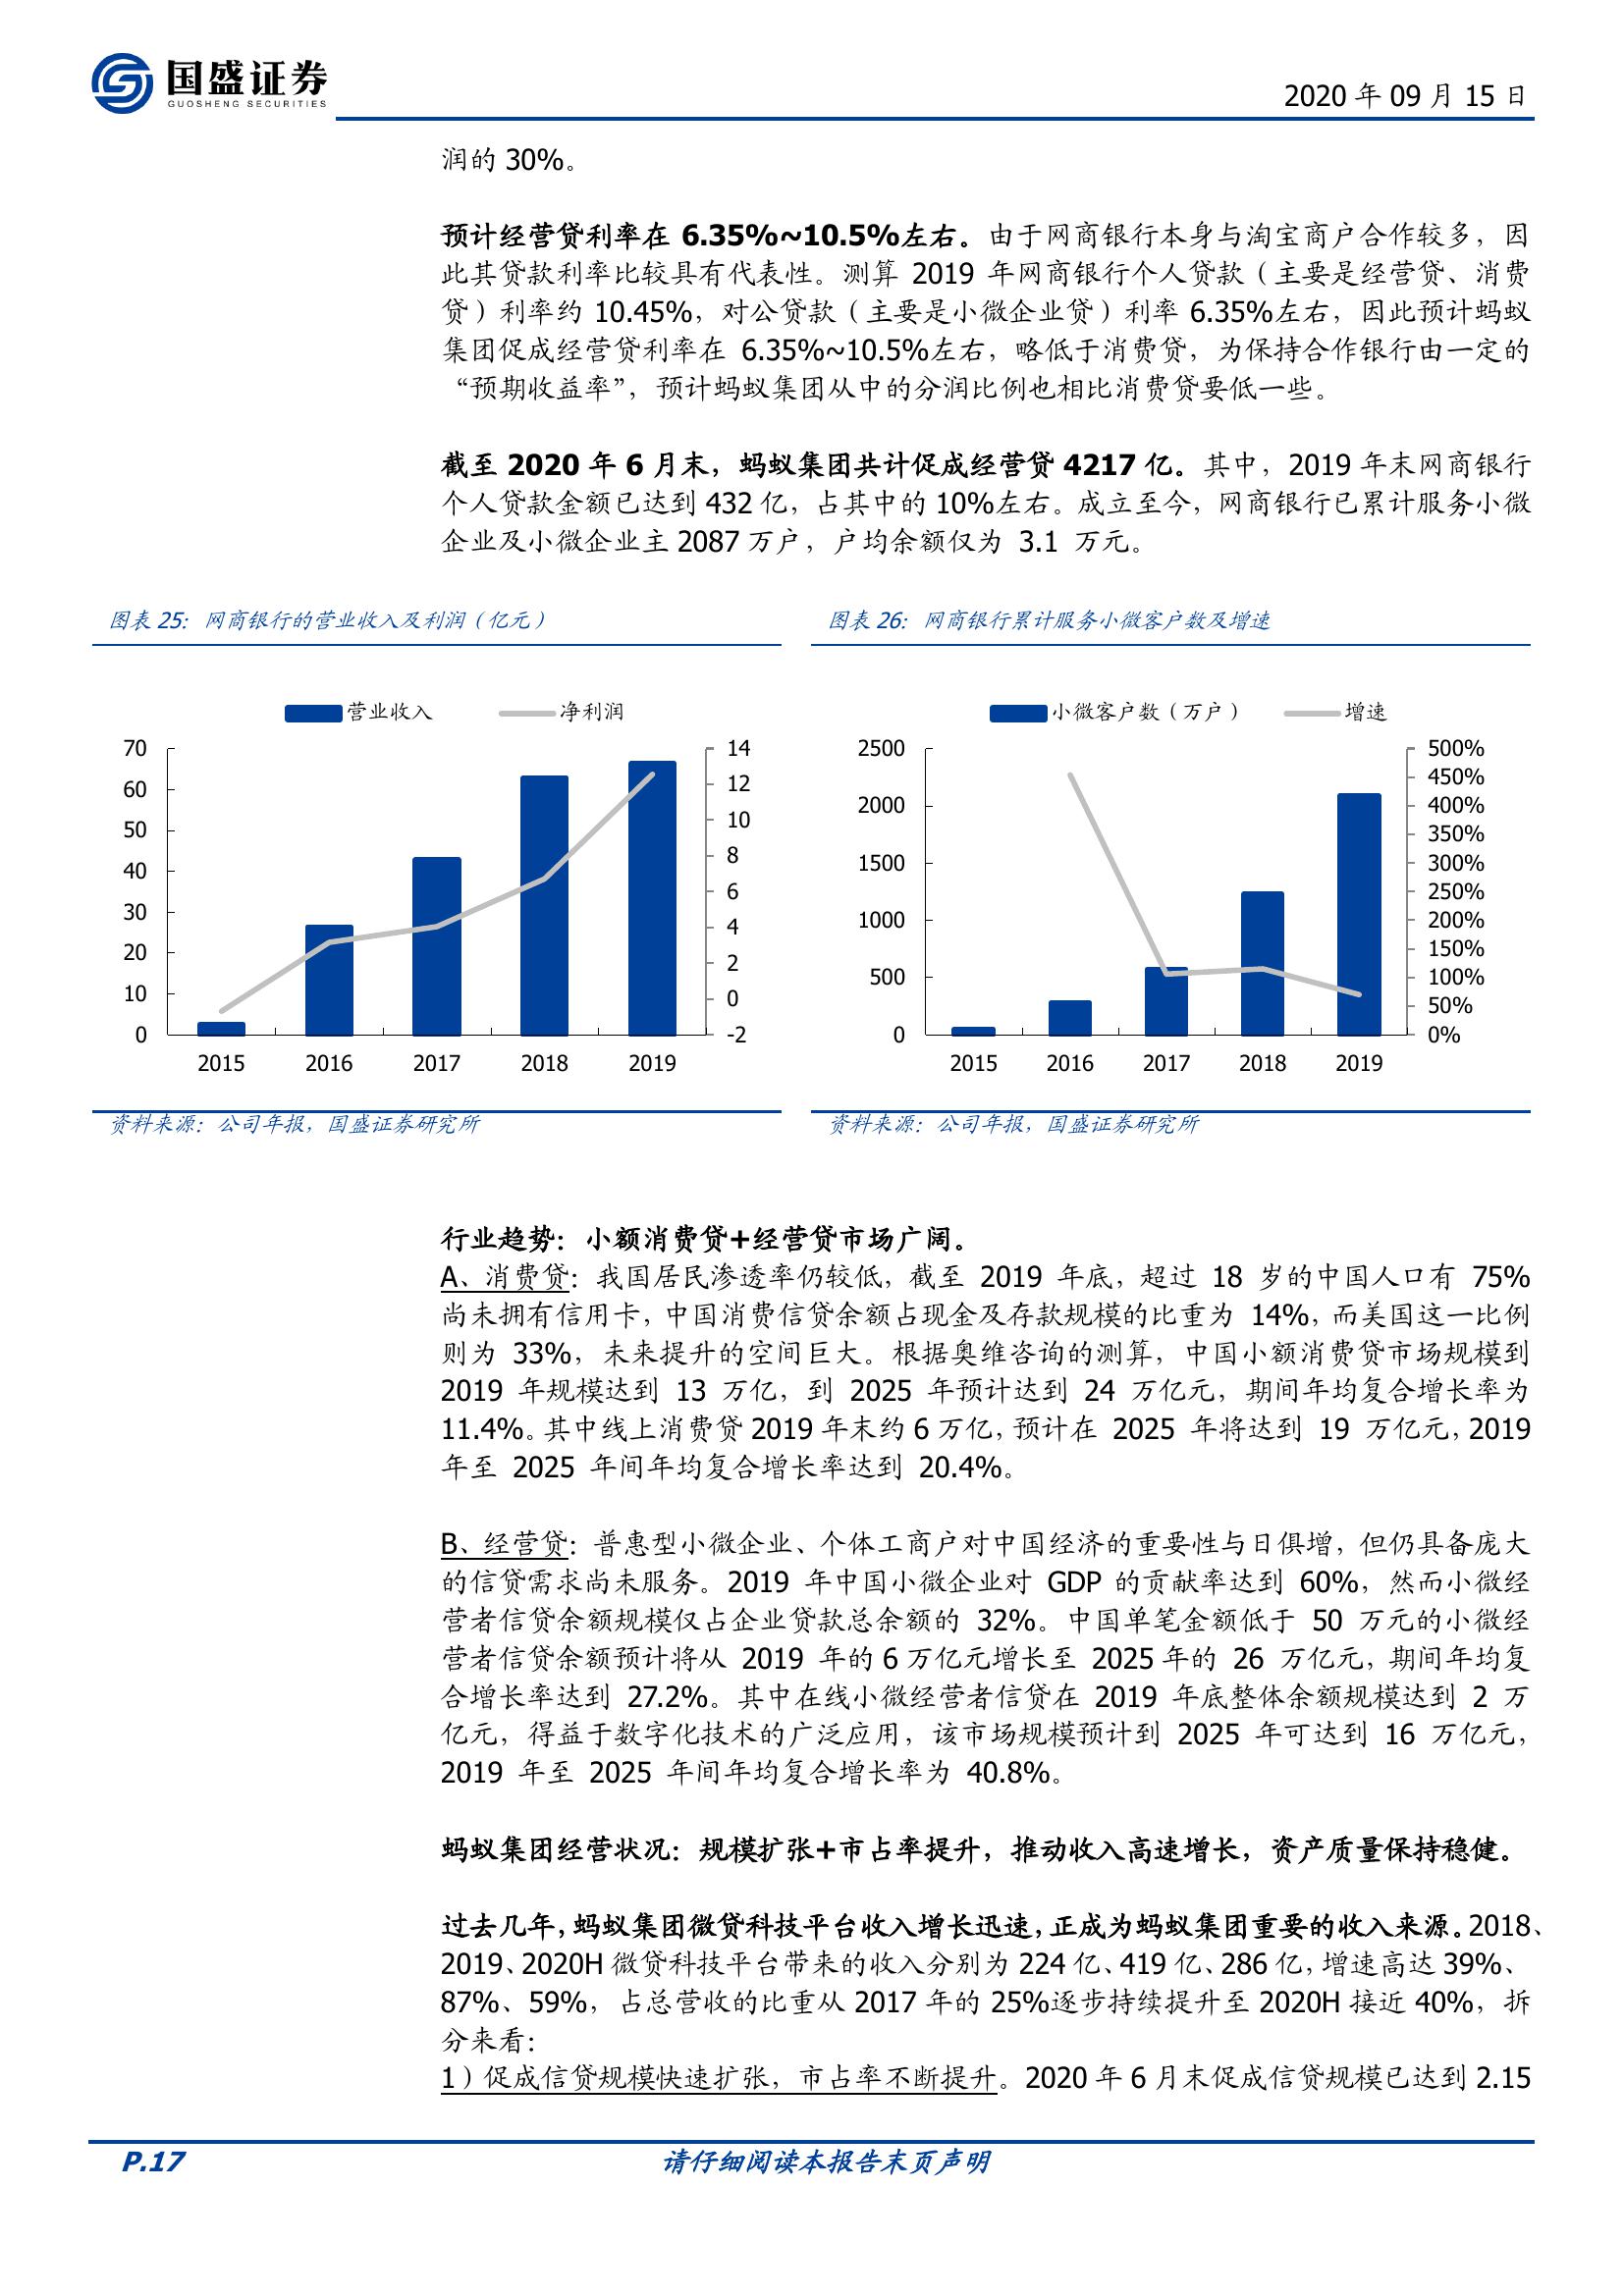 国盛证券
GUOSHENG SECURITIES
2020 年 09 月 15 日
润的 30%。
预计经营贷利率在 6.35%~10.5%左右。由于网商银行本身与淘宝商户合作较多，因
此其贷款利率比较具有代表性。测算 2019 年网商银行个人贷款（主要是经营贷、消费
贷）利率约 10.45%，对公贷款（主要是小微企业贷）利率 6.35%左右，因此预计蚂蚁
集团促成经营贷利率在 6.35%~10.5%左右，略低于消费贷，为保持合作银行由一定的
“预期收益率”，预计蚂蚁集团从中的分润比例也相比消费贷要低一些。
截至 2020 年 6 月末，蚂蚁集团共计促成经营贷 4217 亿。其中，2019 年末网商银行
个人贷款金额已达到 432 亿，占其中的 10%左右。成立至今，网商银行已累计服务小微
企业及小微企业主 2087 万户，户均余额仅为 3.1 万元。
图表 25：网商银行的营业收入及利润（亿元）
营业收入 净利润
70
60
50
40
30
20
10
0
14
12
10
8
6
4
2
0
-2
2015 2016 2017 2018 2019
资料来源：公司年报，国盛证券研究所
图表 26：网商银行累计服务小微客户数及增速
小微客户数（万户） 增速
2500
2000
1500
1000
500
0
500%
450%
400%
350%
300%
250%
200%
150%
100%
50%
0%
2015 2016 2017 2018 2019
资料来源：公司年报，国盛证券研究所
行业趋势：小额消费贷+经营贷市场广阔。
A、消费贷：我国居民渗透率仍较低，截至 2019 年底，超过 18 岁的中国人口有 75%
尚未拥有信用卡，中国消费信贷余额占现金及存款规模的比重为 14%，而美国这一比例
则为 33%，未来提升的空间巨大。根据奥维咨询的测算，中国小额消费贷市场规模到
2019 年规模达到 13 万亿，到 2025 年预计达到 24 万亿元，期间年均复合增长率为
11.4%。其中线上消费贷 2019 年末约 6 万亿，预计在 2025 年将达到 19 万亿元，2019
年至 2025 年间年均复合增长率达到 20.4%。
B、经营贷：普惠型小微企业、个体工商户对中国经济的重要性与日俱增，但仍具备庞大
的信贷需求尚未服务。2019 年中国小微企业对 GDP 的贡献率达到 60%，然而小微经
营者信贷余额规模仅占企业贷款总余额的 32%。中国单笔金额低于 50 万元的小微经
营者信贷余额预计将从 2019 年的 6 万亿元增长至 2025 年的 26 万亿元，期间年均复
合增长率达到 27.2%。其中在线小微经营者信贷在 2019 年底整体余额规模达到 2 万
亿元，得益于数字化技术的广泛应用，该市场规模预计到 2025 年可达到 16 万亿元，
2019 年至 2025 年间年均复合增长率为 40.8%。
蚂蚁集团经营状况：规模扩张+市占率提升，推动收入高速增长，资产质量保持稳健。
过去几年，蚂蚁集团微贷科技平台收入增长迅速，正成为蚂蚁集团重要的收入来源。2018、
2019、2020H 微贷科技平台带来的收入分别为 224 亿、419 亿、286 亿，增速高达 39%、
87%、59%，占总营收的比重从 2017 年的 25%逐步持续提升至 2020H 接近 40%，拆
分来看：
1）促成信贷规模快速扩张，市占率不断提升。2020 年 6 月末促成信贷规模已达到 2.15
P.17
请仔细阅读本报告末页声明